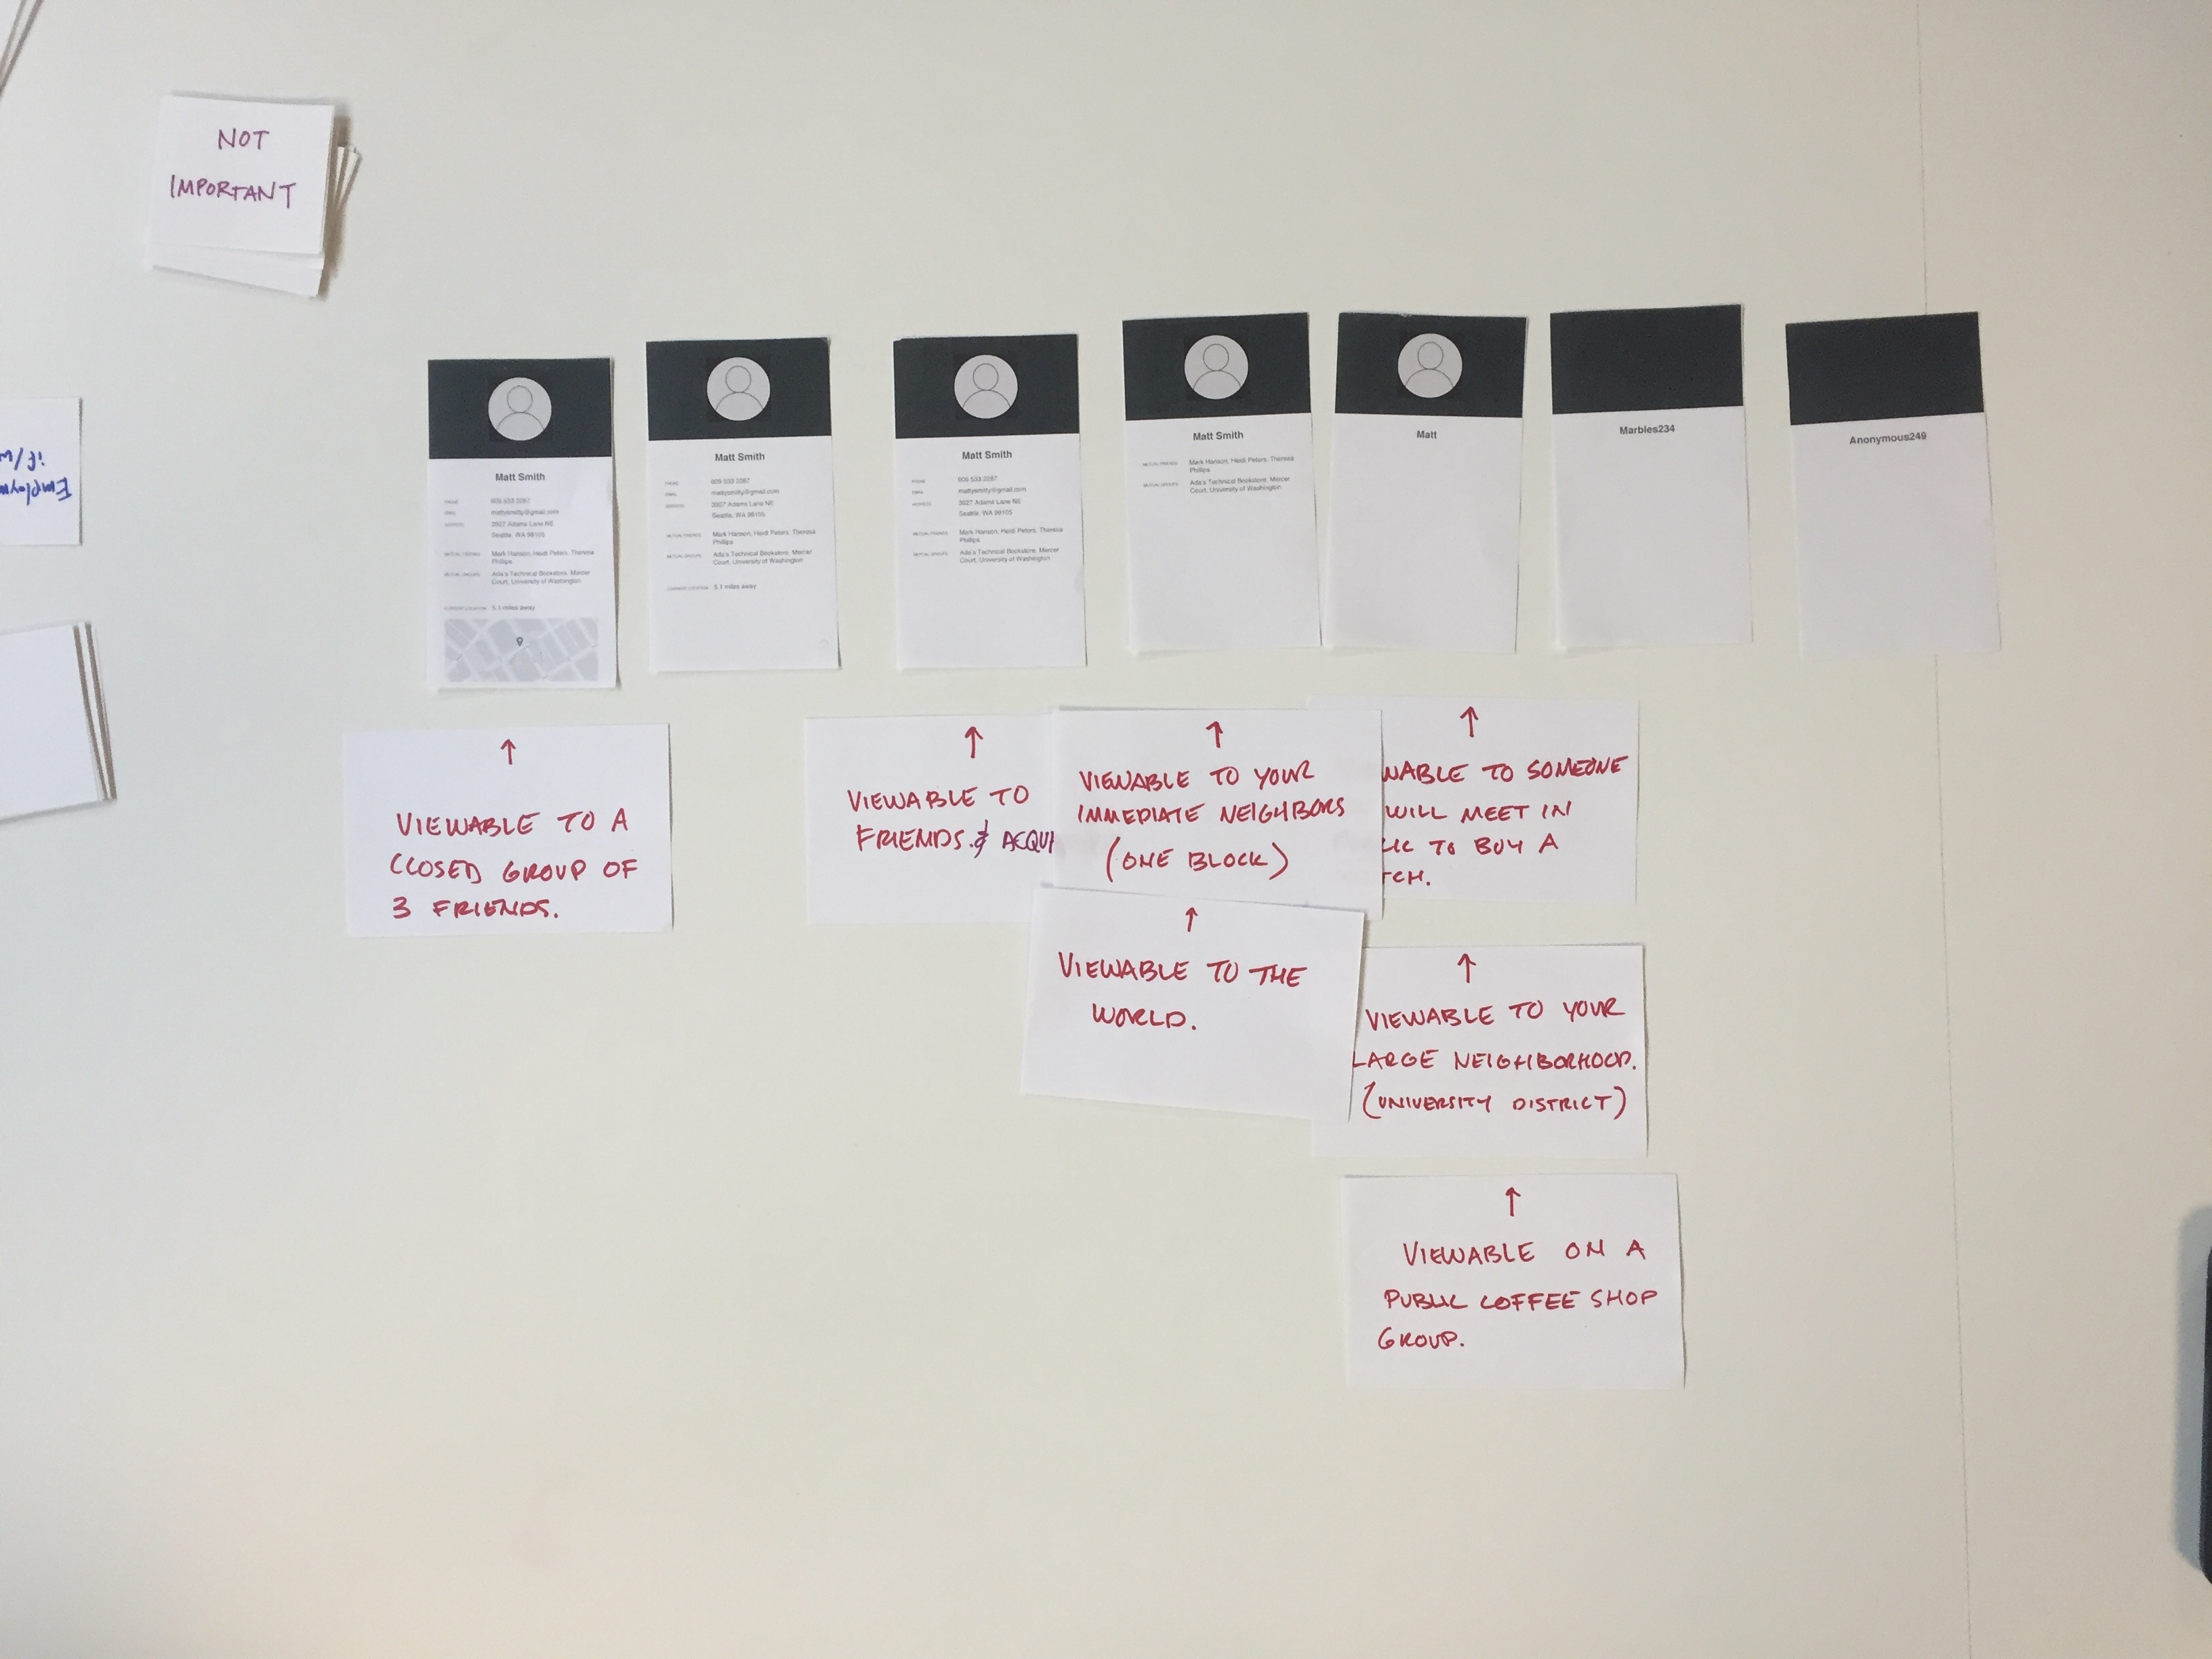 NOT
IMPORTANT
Matt Smith
PHONE 609 533 2287
EMAIL mattysmitty@gmail.com
ADDRESS 3927 Adams Lane NE
Seattle, WA 98105
MUTUAL FRIENDS Mark Hanson, Heidi Peters, Theresa
Phillips
MUTUAL GROUPS Ada's Technical Bookstore, Mercer
Court, University of Washington
CURRENT LOCATION 5.1 miles away
Matt Smith
PHONE 609 533 2287
EMAIL mattysmitty@gmail.com
ADDRESS 3927 Adams Lane NE
Seattle, WA 98105
MUTUAL FRIENDS Mark Hanson, Heidi Peters, Theresa
Phillips
MUTUAL GROUPS Ada's Technical Bookstore, Mercer
Court, University of Washington
CURRENT LOCATION 5.1 miles away
Matt Smith
PHONE 609 533 2287
EMAIL mattysmitty@gmail.com
ADDRESS 3927 Adams Lane NE
Seattle, WA 98105
MUTUAL FRIENDS Mark Hanson, Heidi Peters, Theresa
Phillips
MUTUAL GROUPS Ada's Technical Bookstore, Mercer
Court, University of Washington
Matt Smith
MUTUAL FRIENDS Mark Hanson, Heidi Peters, Theresa
Phillips
MUTUAL GROUPS Ada's Technical Bookstore, Mercer
Court, University of Washington
Matt
Marbles234
Anonymous249
Employm
if/w
↑
VIEWABLE TO A
CLOSED GROUP OF
3 FRIENDS.
↑
VIEWABLE TO
FRIENDS. & ACQUI
↑
VIEWABLE TO YOUR
IMMEDIATE NEIGHBORS
(ONE BLOCK)
↑
WABLE TO SOMEONE
WILL MEET IN
LIC TO BUY A
TCH.
↑
VIEWABLE TO THE
WORLD.
↑
VIEWABLE TO YOUR
LARGE NEIGHBORHOOD.
(UNIVERSITY DISTRICT)
↑
VIEWABLE ON A
PUBLIC COFFEE SHOP
GROUP.